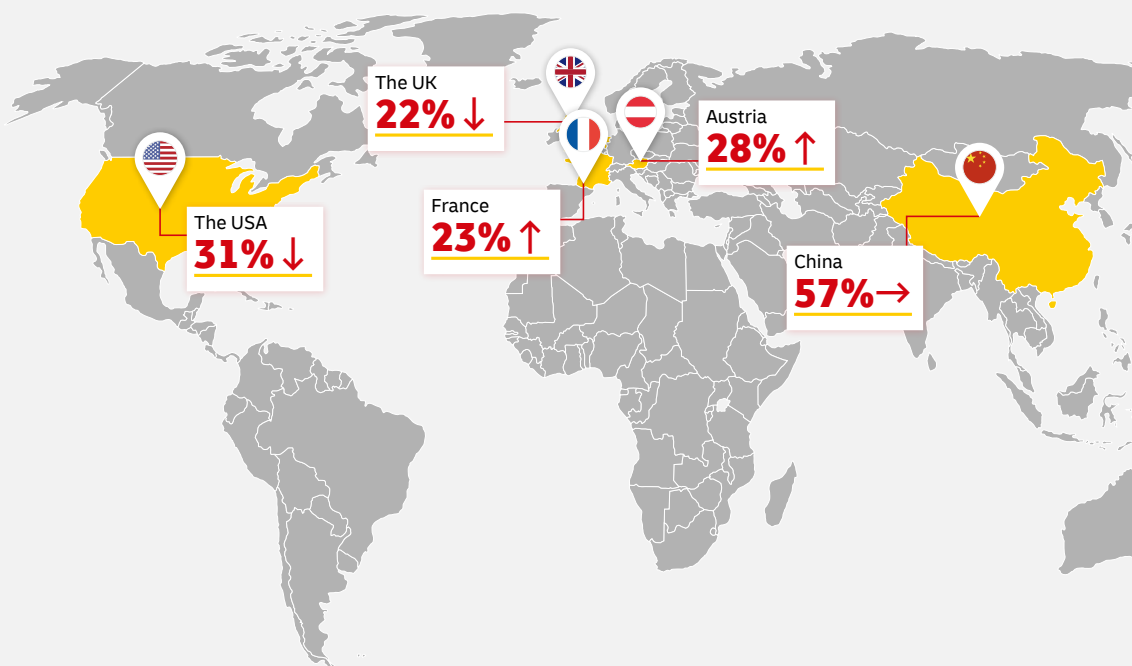 The UK
22%↓
Austria
28%↑
France
23%↑
The USA
31%↓
China
57%→